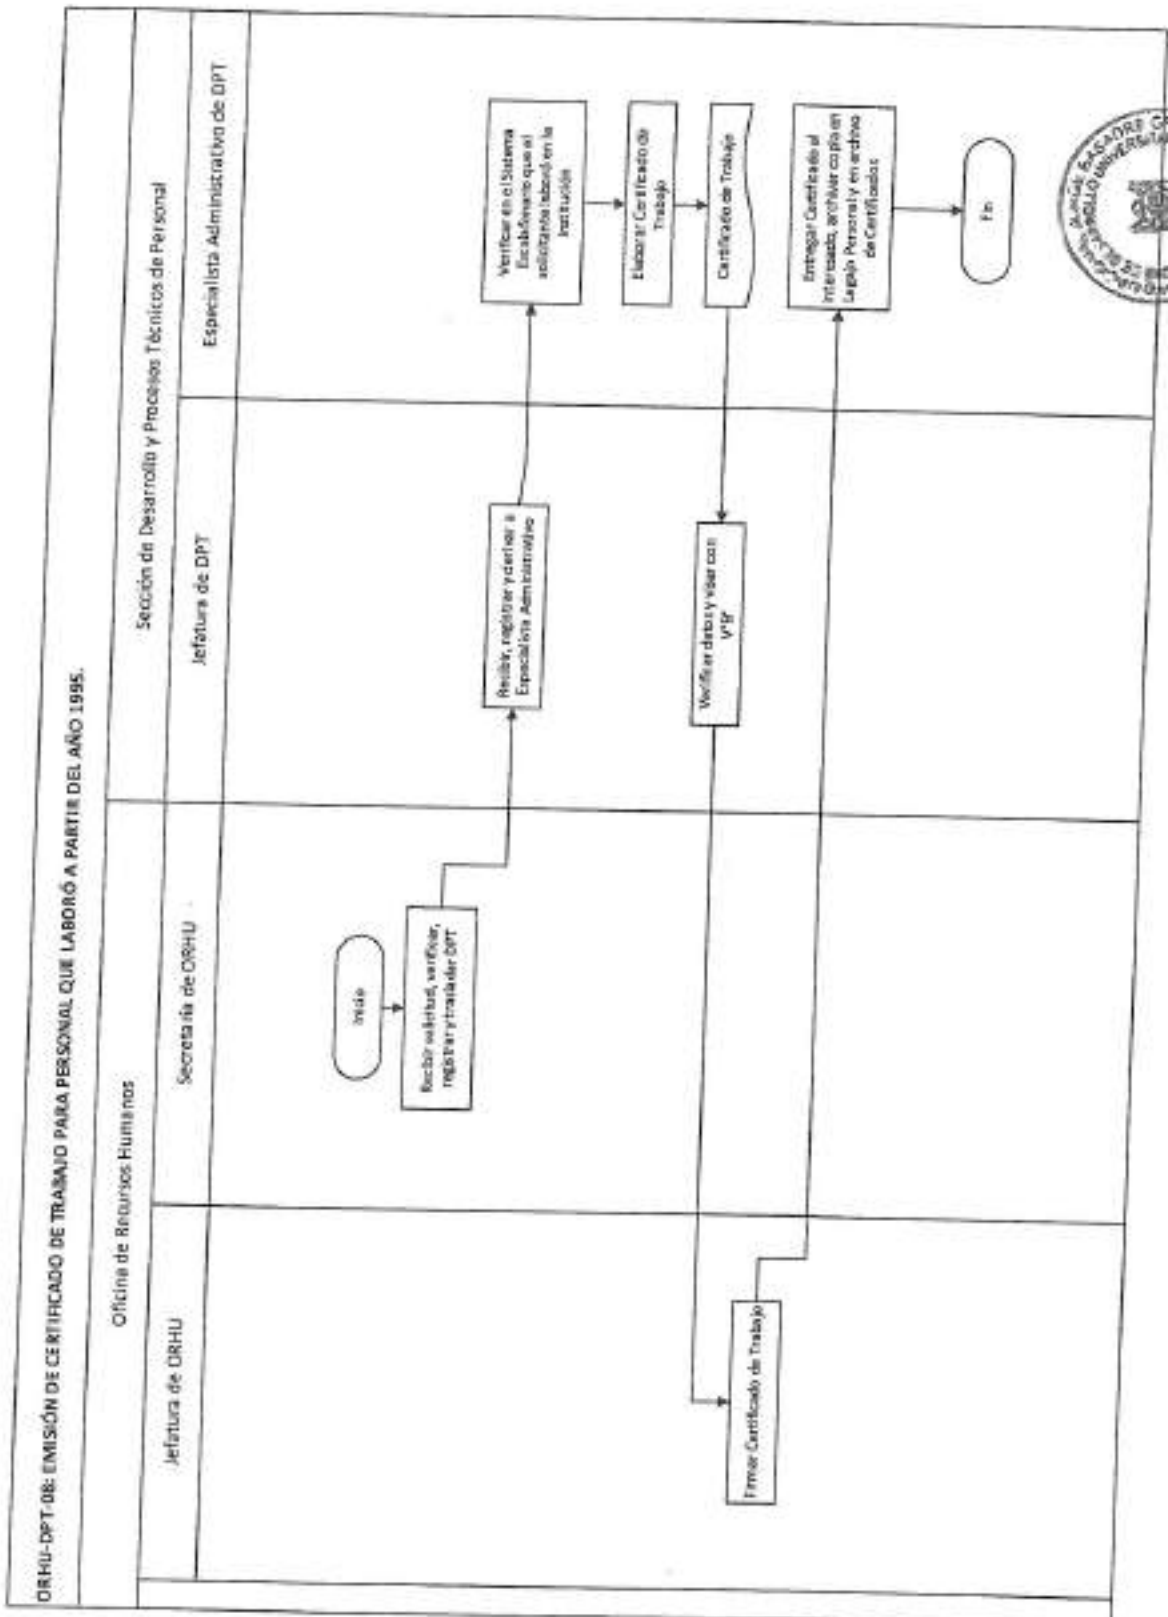 ORHU-DPT-08: EMISIÓN DE CERTIFICADO DE TRABAJO PARA PERSONAL QUE LABORÓ A PARTIR DEL AÑO 1995.
Oficina de Recursos Humanos
Sección de Desarrollo y Procesos Técnicos de Personal
Jefatura de ORHU
Secretaría de ORHU
Jefatura de DPT
Especialista Administrativo de DPT
Inicio
Recibir solicitud, verificar,
registrar y trasladar DPT
Recibir, registrar y derivar a
Especialista Administrativo
Verificar en el Sistema
Escalafonario que el
solicitante laboró en la
Institución
Elaborar Certificado de
Trabajo
Certificado de Trabajo
Verificar datos y visar con
V°B°
Firmar Certificado de Trabajo
Entregar Certificado al
interesado, archivar copia en
Legajo Personal y en archivo
de Certificados
Fin
BASADRE